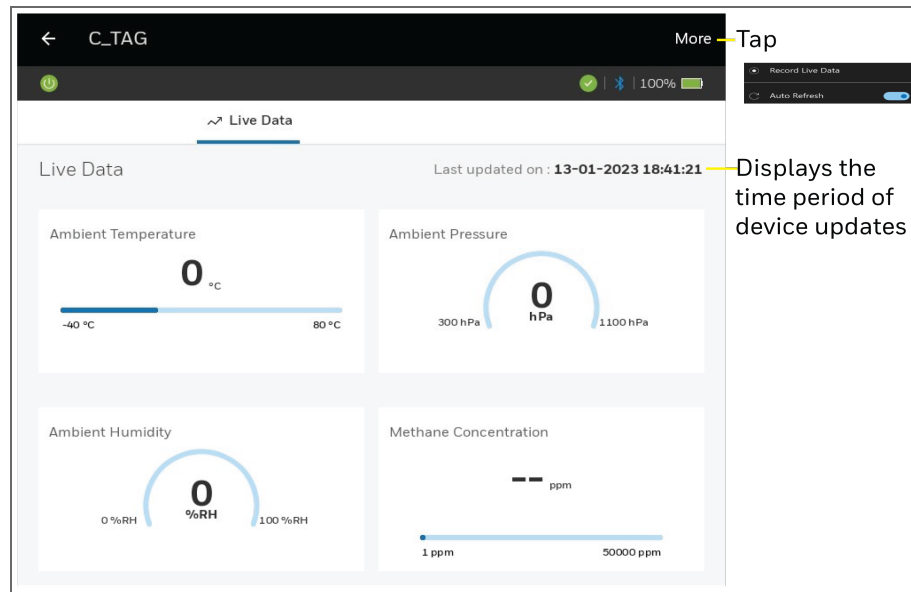 C_TAG
More
Tap
Record Live Data
Auto Refresh
100%
Live Data
Live Data
Last updated on : 13-01-2023 18:41:21
Displays the
time period of
device updates
Ambient Temperature
0 °C
-40 °C
80 °C
Ambient Pressure
0
hPa
300 hPa
1100 hPa
Ambient Humidity
0
%RH
0 %RH
100 %RH
Methane Concentration
-- ppm
1 ppm
50000 ppm